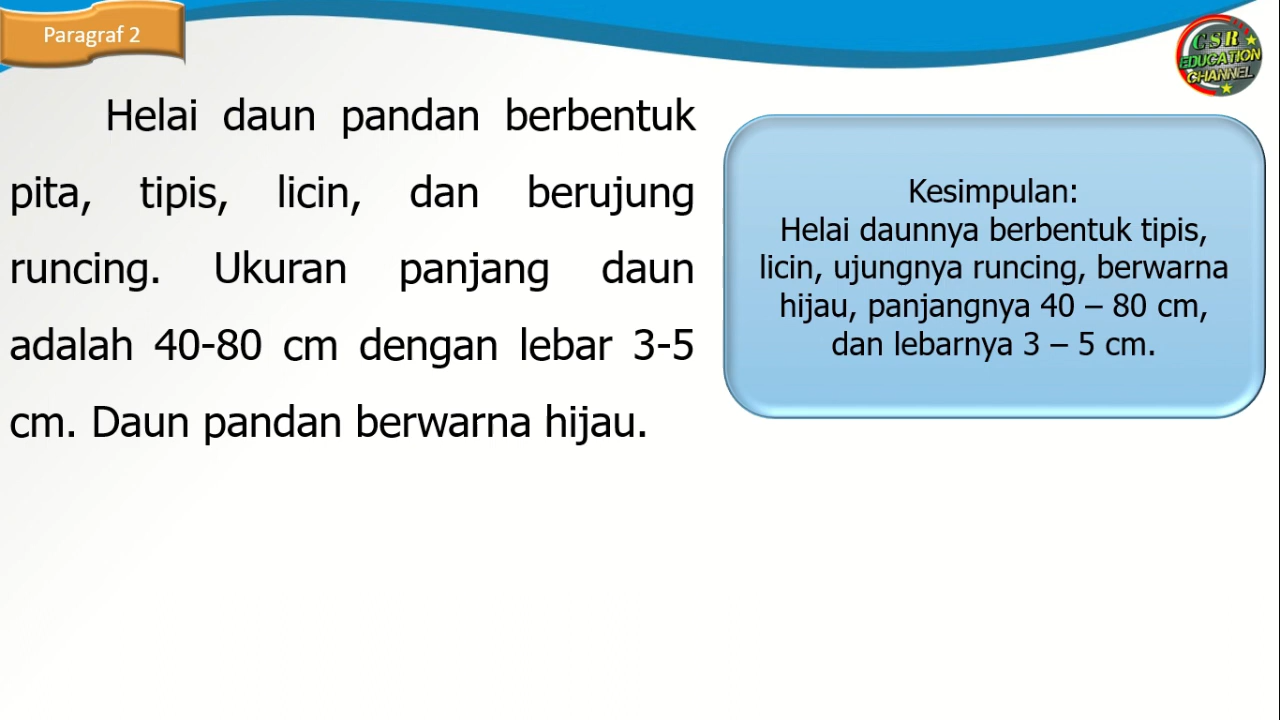 Paragraf 2
CSR
EDUCATION
CHANNEL
Helai daun pandan berbentuk
pita, tipis, licin, dan berujung
runcing. Ukuran panjang daun
adalah 40-80 cm dengan lebar 3-5
cm. Daun pandan berwarna hijau.
Kesimpulan:
Helai daunnya berbentuk tipis,
licin, ujungnya runcing, berwarna
hijau, panjangnya 40 – 80 cm,
dan lebarnya 3 – 5 cm.